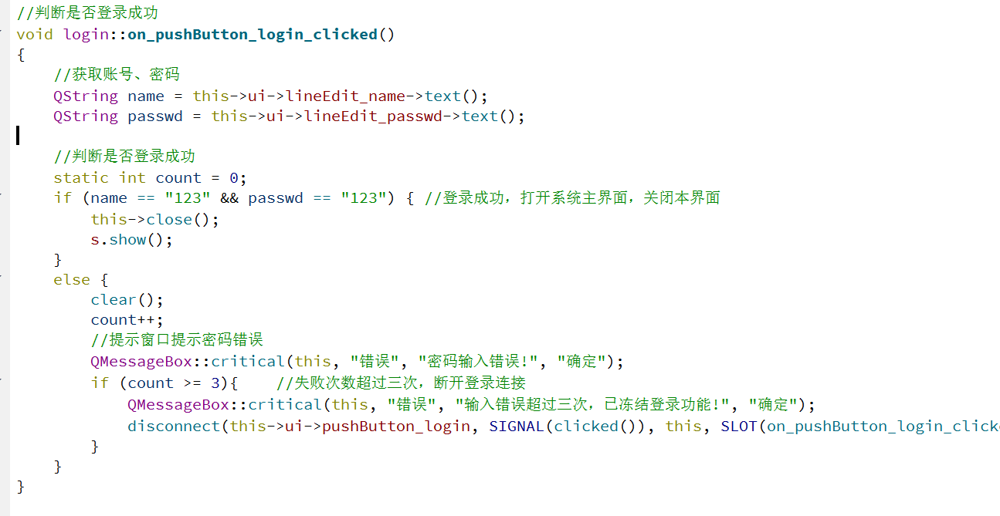 //判断是否登录成功
void login::on_pushButton_login_clicked()
{
    //获取账号、密码
    QString name = this->ui->lineEdit_name->text();
    QString passwd = this->ui->lineEdit_passwd->text();

    //判断是否登录成功
    static int count = 0;
    if (name == "123" && passwd == "123") { //登录成功，打开系统主界面，关闭本界面
        this->close();
        s.show();
    }
    else {
        clear();
        count++;
        //提示窗口提示密码错误
        QMessageBox::critical(this, "错误", "密码输入错误!", "确定");
        if (count >= 3){    //失败次数超过三次，断开登录连接
            QMessageBox::critical(this, "错误", "输入错误超过三次，已冻结登录功能!", "确定");
            disconnect(this->ui->pushButton_login, SIGNAL(clicked()), this, SLOT(on_pushButton_login_click
        }
    }
}